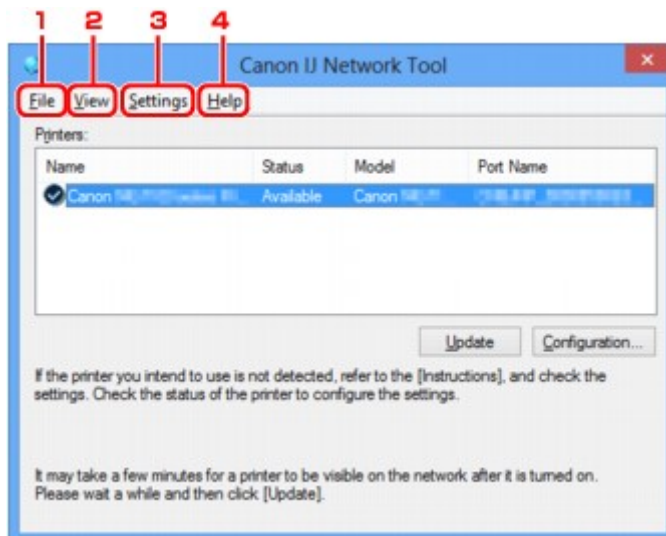 1 2 3 4
Canon IJ Network Tool
File View Settings Help
Printers:
Name Status Model Port Name
Canon Available Canon
Update Configuration...
If the printer you intend to use is not detected, refer to the [Instructions], and check the
settings. Check the status of the printer to configure the settings.
It may take a few minutes for a printer to be visible on the network after it is turned on.
Please wait a while and then click [Update].